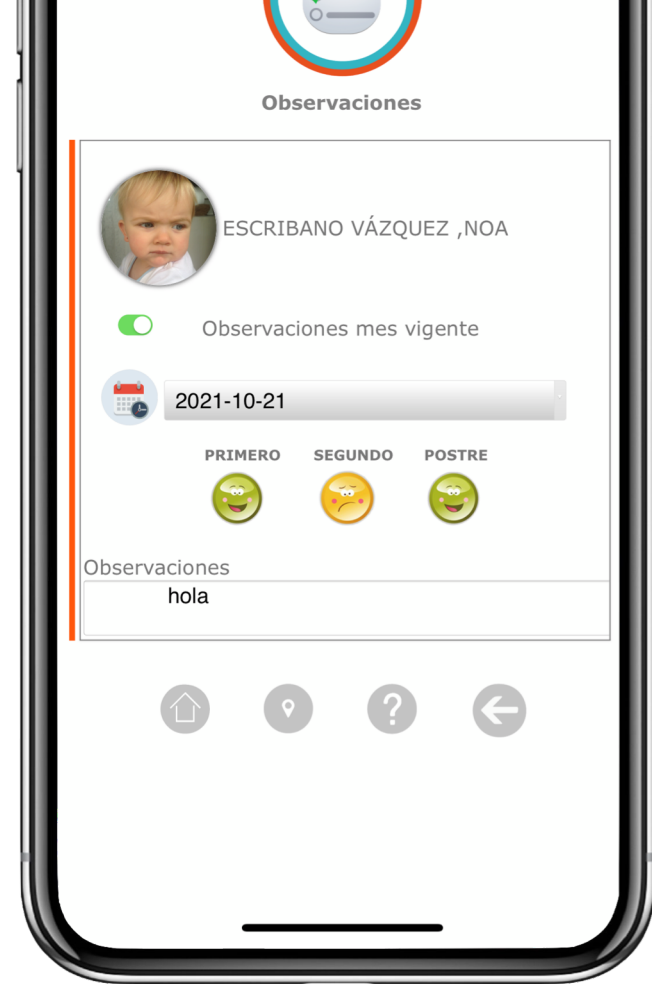 Observaciones
ESCRIBANO VÁZQUEZ ,NOA
Observaciones mes vigente
2021-10-21
PRIMERO SEGUNDO POSTRE
Observaciones
hola
?